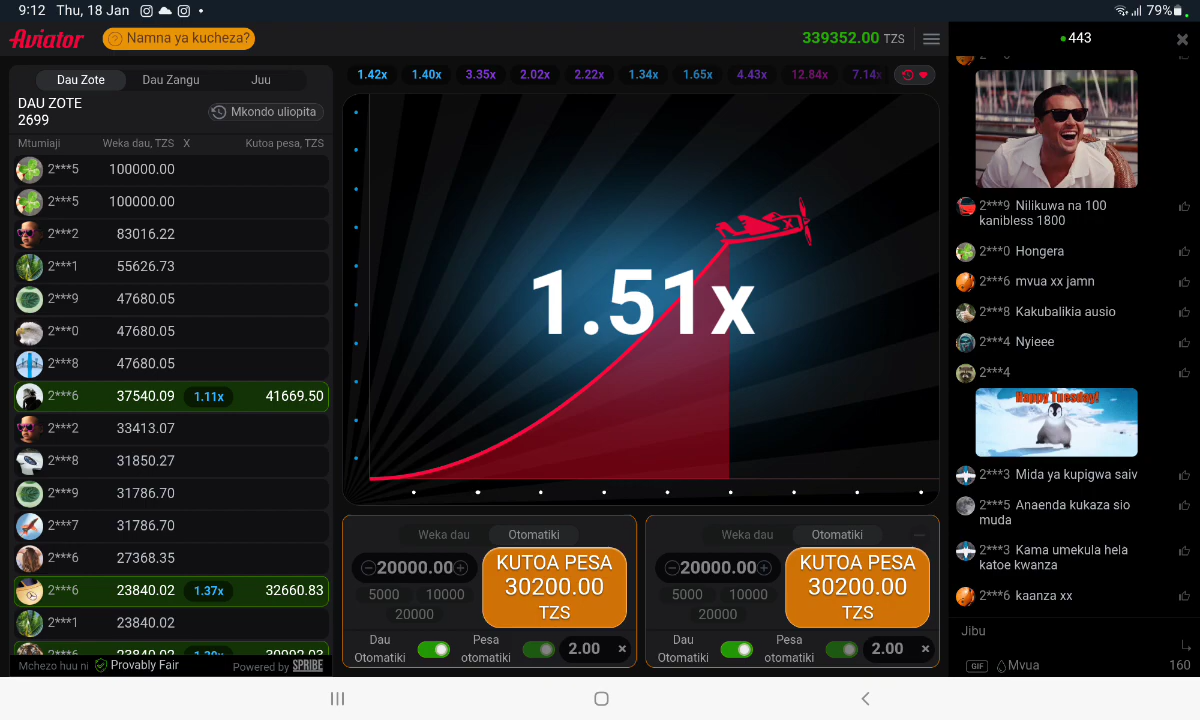 9:12 Thu, 18 Jan
79%
Aviator
? Namna ya kucheza?
339352.00 TZS
443
Dau Zote Dau Zangu Juu
DAU ZOTE
2699
Mkondo uliopita
Mtumiaji Weka dau, TZS X Kutoa pesa, TZS
2***5 100000.00
2***5 100000.00
2***2 83016.22
2***1 55626.73
2***9 47680.05
2***0 47680.05
2***8 47680.05
2***6 37540.09 1.11x 41669.50
2***2 33413.07
2***8 31850.27
2***9 31786.70
2***7 31786.70
2***6 27368.35
2***6 23840.02 1.37x 32660.83
2***1 23840.02
Mchezo huu ni Provably Fair Powered by SPRIBE
1.42x 1.40x 3.35x 2.02x 2.22x 1.34x 1.65x 4.43x 12.84x 7.14x
1.51x
Weka dau Otomatiki
20000.00
5000 10000
20000
KUTOA PESA
30200.00
TZS
Dau
Otomatiki
Pesa
otomatiki
2.00 ×
Weka dau Otomatiki
20000.00
5000 10000
20000
KUTOA PESA
30200.00
TZS
Dau
Otomatiki
Pesa
otomatiki
2.00 ×
2***9 Nilikuwa na 100
kanibless 1800
2***0 Hongera
2***6 mvua xx jamn
2***8 Kakubalikia ausio
2***4 Nyieee
2***4
Happy Tuesday!
2***3 Mida ya kupigwa saiv
2***5 Anaenda kukaza sio
muda
2***3 Kama umekula hela
katoe kwanza
2***6 kaanza xx
Jibu
GIF Mvua 160